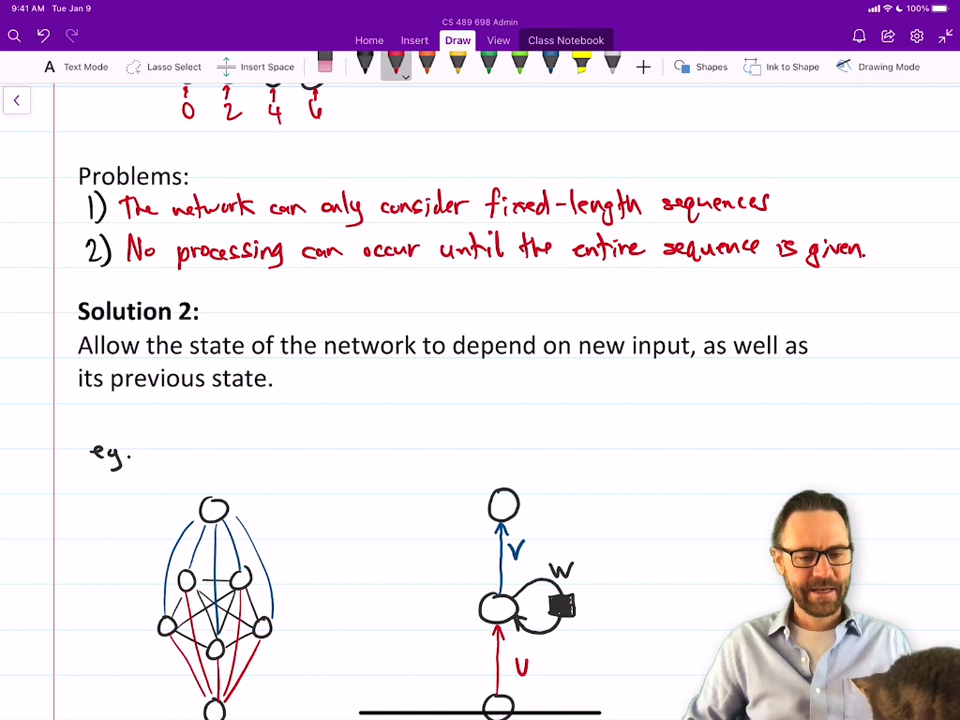 9:41 AM Tue Jan 9
100%
CS 489 698 Admin
Home Insert Draw View Class Notebook
A Text Mode Lasso Select Insert Space Shapes Ink to Shape Drawing Mode
0 2 4 6
Problems:
1) The network can only consider fixed-length sequences
2) No processing can occur until the entire sequence is given.
Solution 2:
Allow the state of the network to depend on new input, as well as
its previous state.
eg.
V
W
U